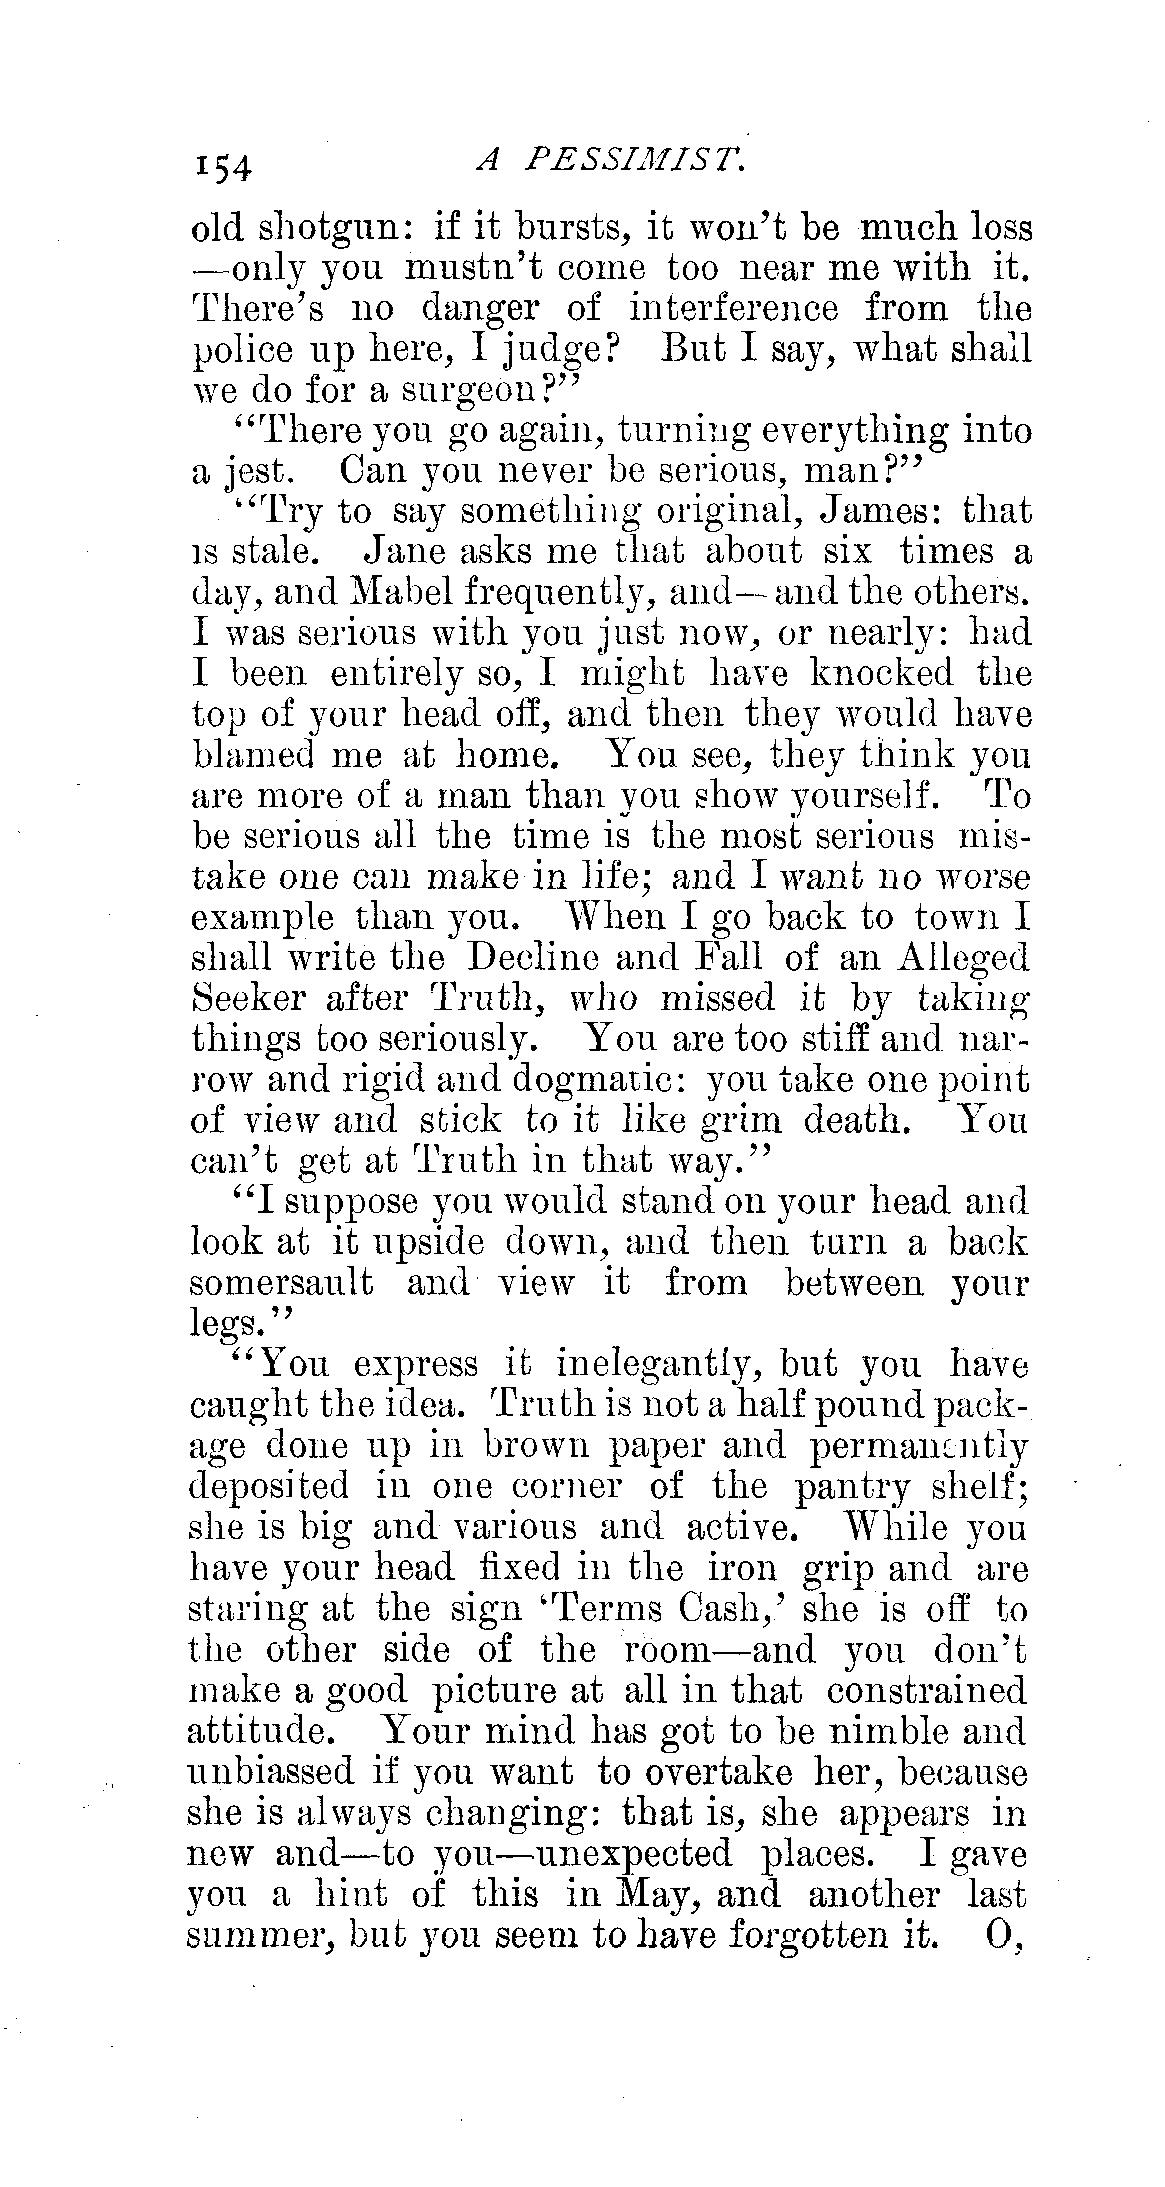 154 A PESSIMIST.
old shotgun: if it bursts, it won't be much loss
—only you mustn't come too near me with it.
There's no danger of interference from the
police up here, I judge? But I say, what shall
we do for a surgeon?"
"There you go again, turning everything into
a jest. Can you never be serious, man?"
"Try to say something original, James: that
is stale. Jane asks me that about six times a
day, and Mabel frequently, and—and the others.
I was serious with you just now, or nearly: had
I been entirely so, I might have knocked the
top of your head off, and then they would have
blamed me at home. You see, they think you
are more of a man than you show yourself. To
be serious all the time is the most serious mis-
take one can make in life; and I want no worse
example than you. When I go back to town I
shall write the Decline and Fall of an Alleged
Seeker after Truth, who missed it by taking
things too seriously. You are too stiff and nar-
row and rigid and dogmatic: you take one point
of view and stick to it like grim death. You
can't get at Truth in that way."
"I suppose you would stand on your head and
look at it upside down, and then turn a back
somersault and view it from between your
legs."
"You express it inelegantly, but you have
caught the idea. Truth is not a half pound pack-
age done up in brown paper and permanently
deposited in one corner of the pantry shelf;
she is big and various and active. While you
have your head fixed in the iron grip and are
staring at the sign 'Terms Cash,' she is off to
the other side of the room—and you don't
make a good picture at all in that constrained
attitude. Your mind has got to be nimble and
unbiassed if you want to overtake her, because
she is always changing: that is, she appears in
new and—to you—unexpected places. I gave
you a hint of this in May, and another last
summer, but you seem to have forgotten it. O,